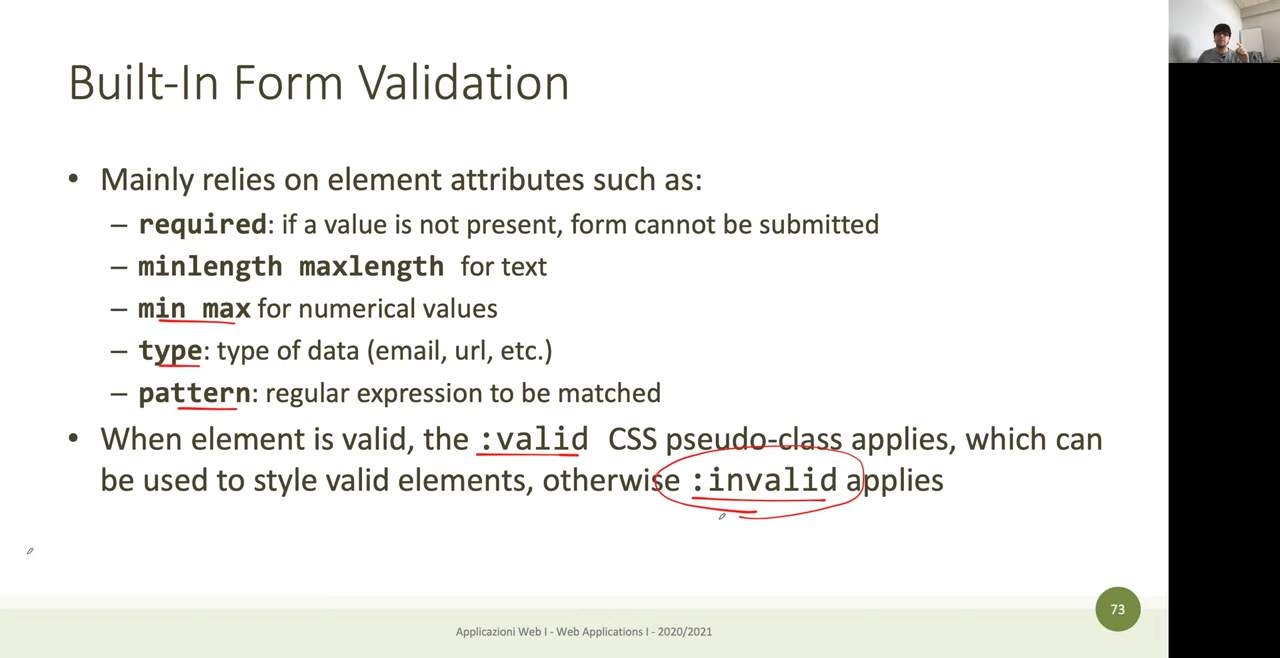 Built-In Form Validation
• Mainly relies on element attributes such as:
– required: if a value is not present, form cannot be submitted
– minlength maxlength for text
– min max for numerical values
– type: type of data (email, url, etc.)
– pattern: regular expression to be matched
• When element is valid, the :valid CSS pseudo-class applies, which can
be used to style valid elements, otherwise :invalid applies
73
Applicazioni Web I - Web Applications I - 2020/2021